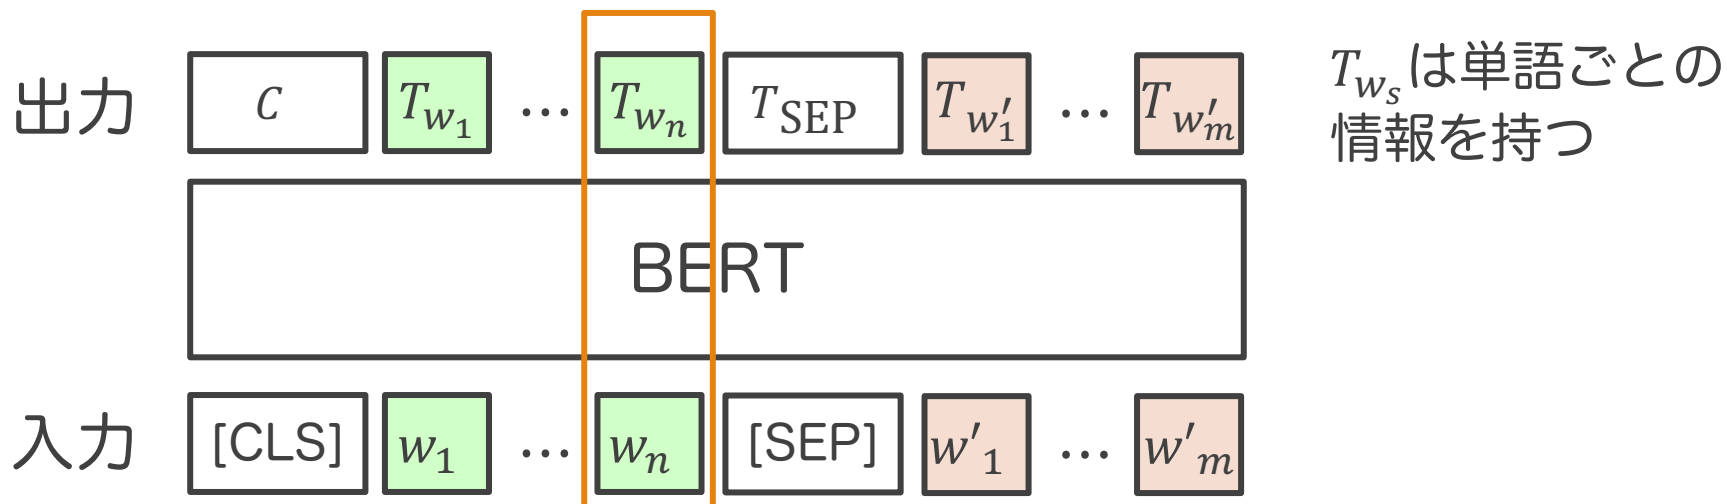 出力 C T_{w_1} … T_{w_n} T_{SEP} T_{w'_1} … T_{w'_m}
T_{w_s}は単語ごとの
情報を持つ
BERT
入力 [CLS] w_1 … w_n [SEP] w'_1 … w'_m